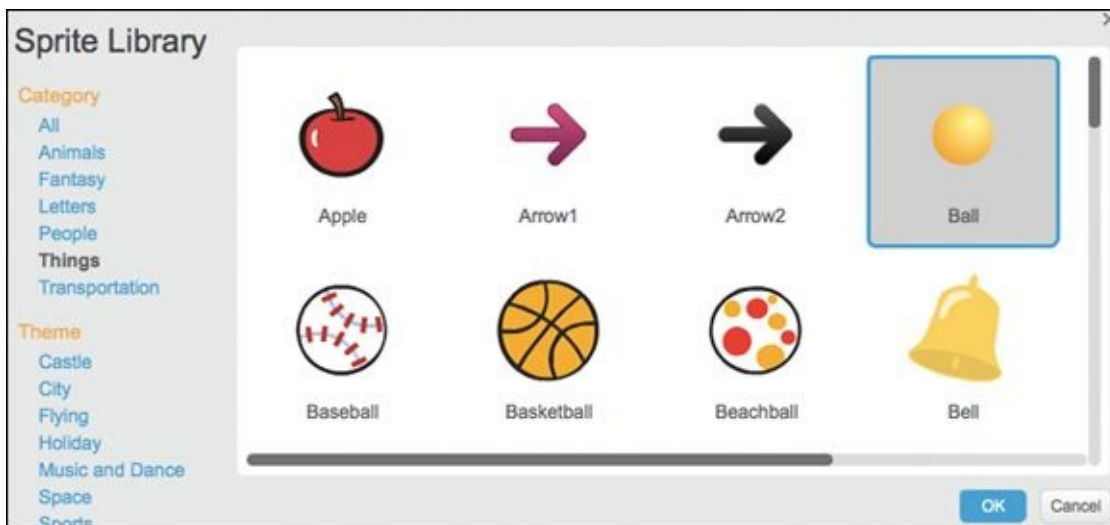 Sprite Library
Category
All
Animals
Fantasy
Letters
People
Things
Transportation
Theme
Castle
City
Flying
Holiday
Music and Dance
Space
Sports
Apple
Arrow1
Arrow2
Ball
Baseball
Basketball
Beachball
Bell
OK
Cancel